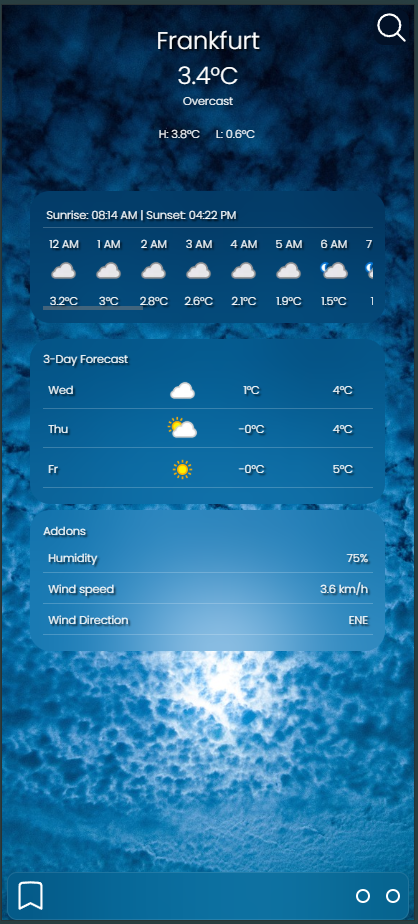 Frankfurt
3.4°C
Overcast
H: 3.8°C L: 0.6°C
Sunrise: 08:14 AM | Sunset: 04:22 PM
12 AM 1 AM 2 AM 3 AM 4 AM 5 AM 6 AM 7
3.2°C 3°C 2.8°C 2.6°C 2.1°C 1.9°C 1.5°C 1
3-Day Forecast
Wed 1°C 4°C
Thu -0°C 4°C
Fr -0°C 5°C
Addons
Humidity 75%
Wind speed 3.6 km/h
Wind Direction ENE